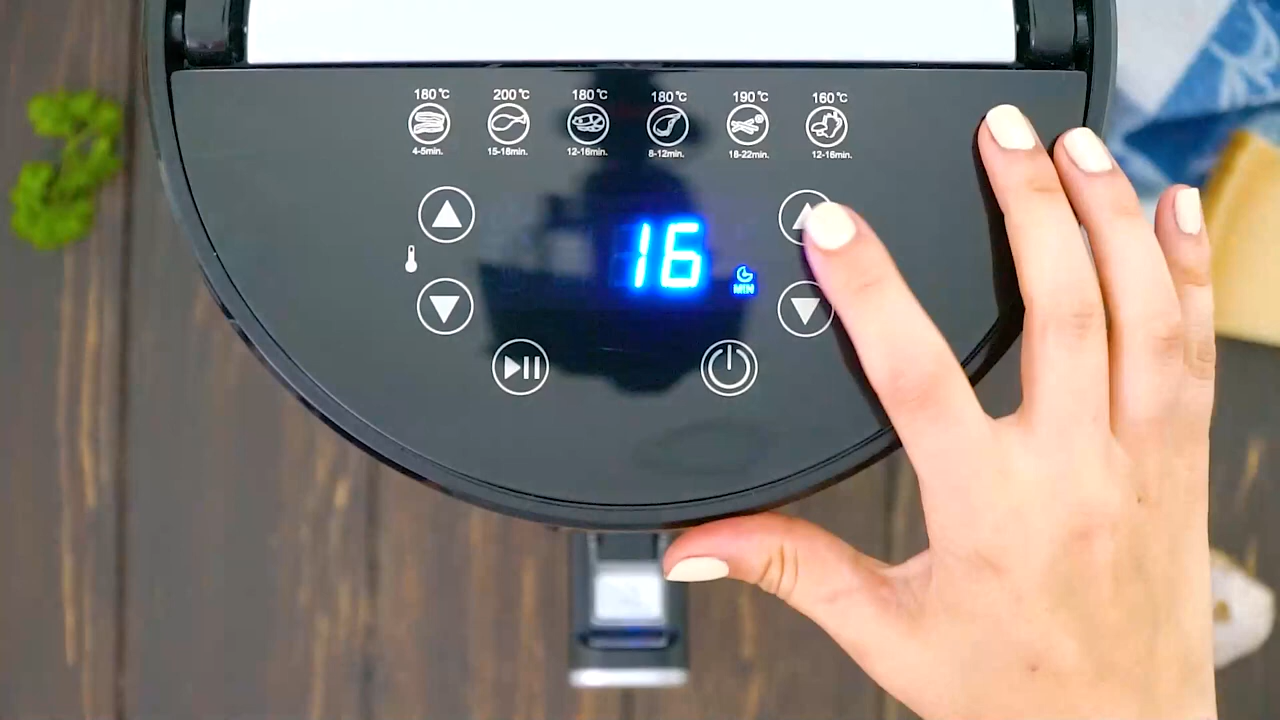 180 °C 200 °C 180 °C 180 °C 190 °C 160 °C
4-5min. 15-18min. 12-16min. 8-12min. 18-22min. 12-16min.
16
MIN